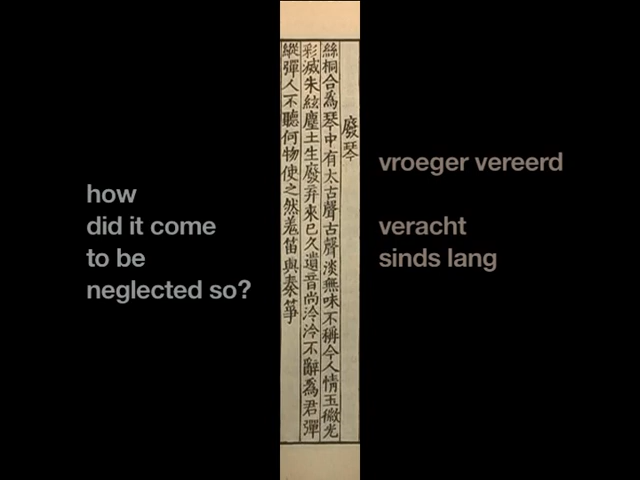 how
did it come
to be
neglected so?
廢琴
絲桐合為琴中有太古聲古聲淡無味不稱今人情玉徽光
彩滅朱絃塵土生廢弃來已久遺音尚泠泠不辭為君彈
縱彈人不聽何物使之然羗笛與秦箏
vroeger vereerd
veracht
sinds lang